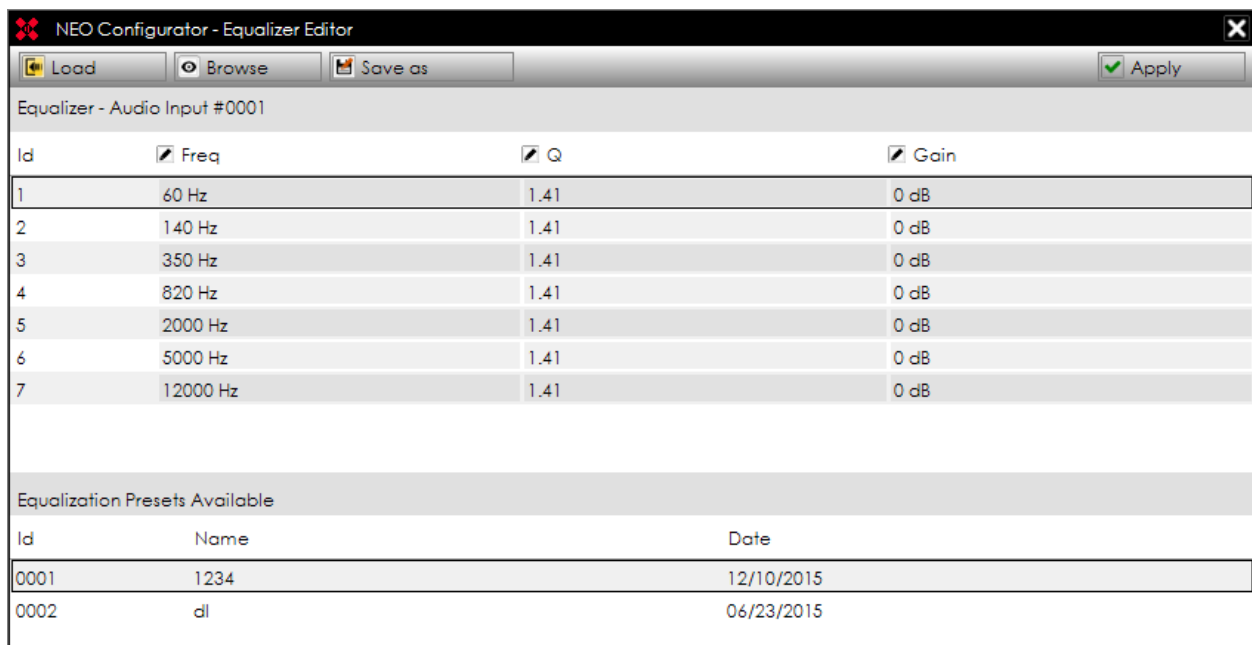 NEO Configurator - Equalizer Editor
Load Browse Save as Apply
Equalizer - Audio Input #0001
Id Freq Q Gain
1 60 Hz 1.41 0 dB
2 140 Hz 1.41 0 dB
3 350 Hz 1.41 0 dB
4 820 Hz 1.41 0 dB
5 2000 Hz 1.41 0 dB
6 5000 Hz 1.41 0 dB
7 12000 Hz 1.41 0 dB
Equalization Presets Available
Id Name Date
0001 1234 12/10/2015
0002 dl 06/23/2015